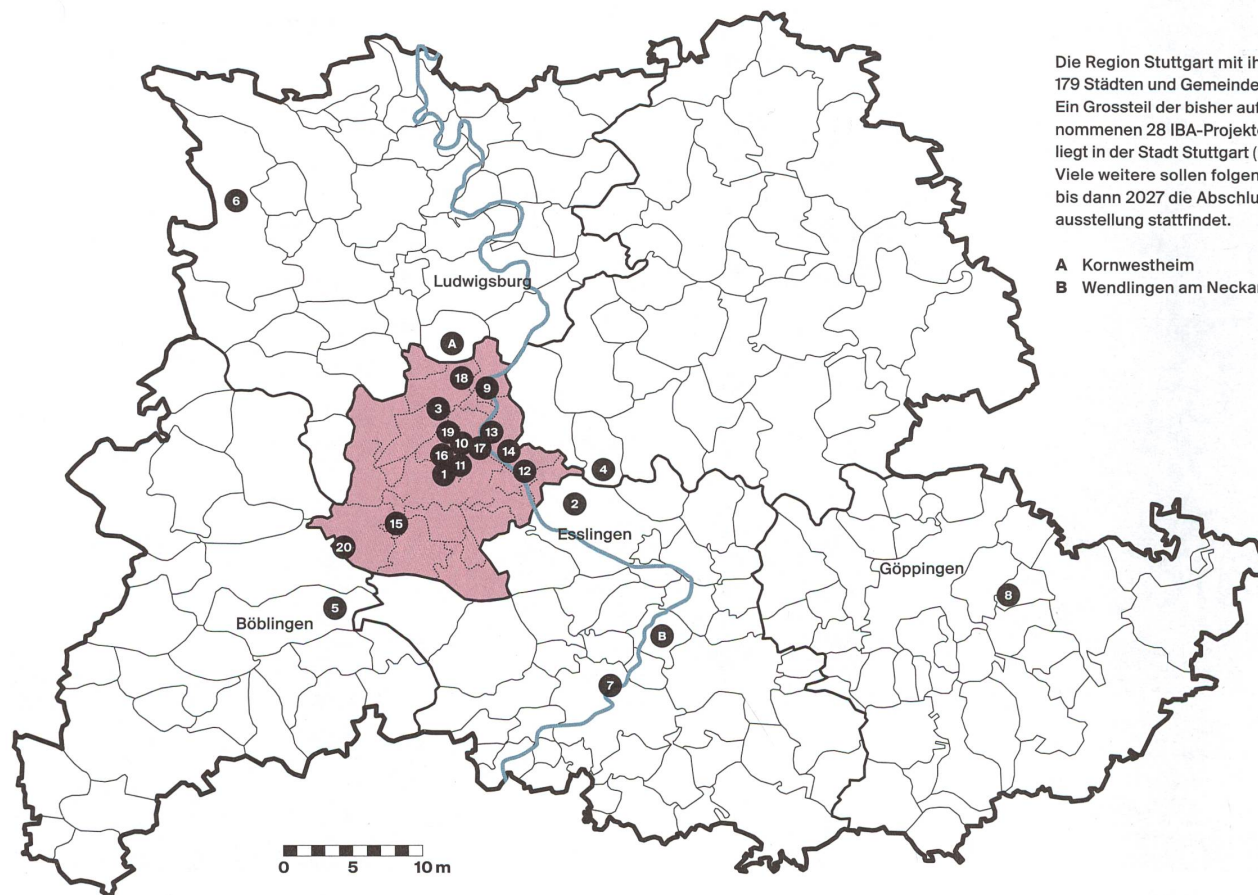 Die Region Stuttgart mit ih
179 Städten und Gemeinde
Ein Grossteil der bisher auf
nommenen 28 IBA-Projekt
liegt in der Stadt Stuttgart (
Viele weitere sollen folgen
bis dann 2027 die Abschlu
ausstellung stattfindet.
A Kornwestheim
B Wendlingen am Necka
6
Ludwigsburg
A
18
9
3
19
13
10
17
14
16
11
12
4
1
2
15
Esslingen
20
Göppingen
8
5
Böblingen
B
7
0 5 10 m